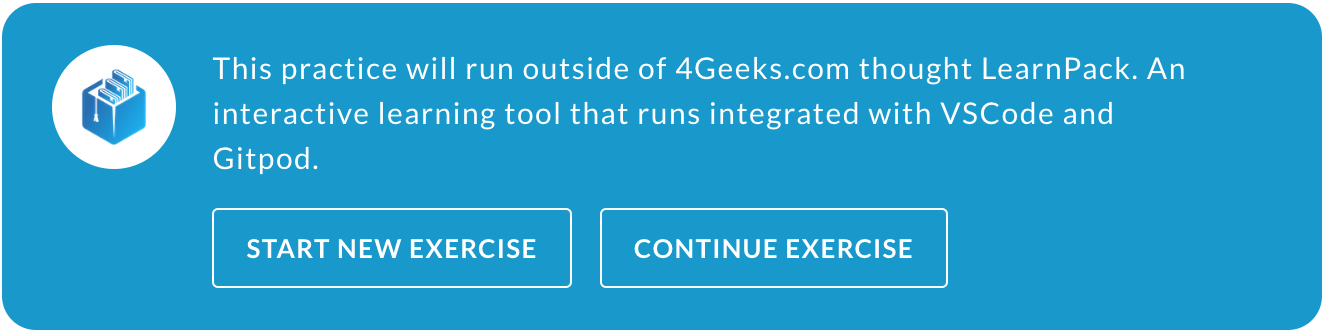 This practice will run outside of 4Geeks.com thought LearnPack. An
interactive learning tool that runs integrated with VSCode and
Gitpod.
START NEW EXERCISE
CONTINUE EXERCISE